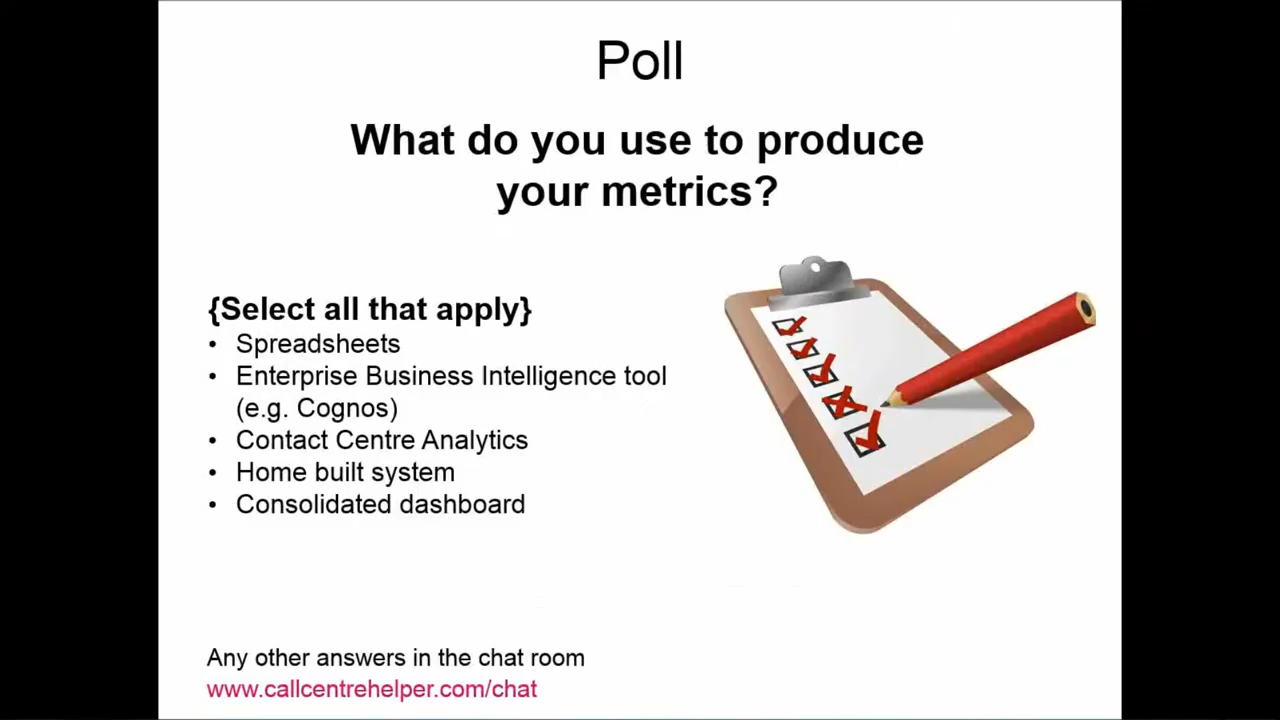 Poll
What do you use to produce
your metrics?
{Select all that apply}
• Spreadsheets
• Enterprise Business Intelligence tool
(e.g. Cognos)
• Contact Centre Analytics
• Home built system
• Consolidated dashboard
Any other answers in the chat room
www.callcentrehelper.com/chat